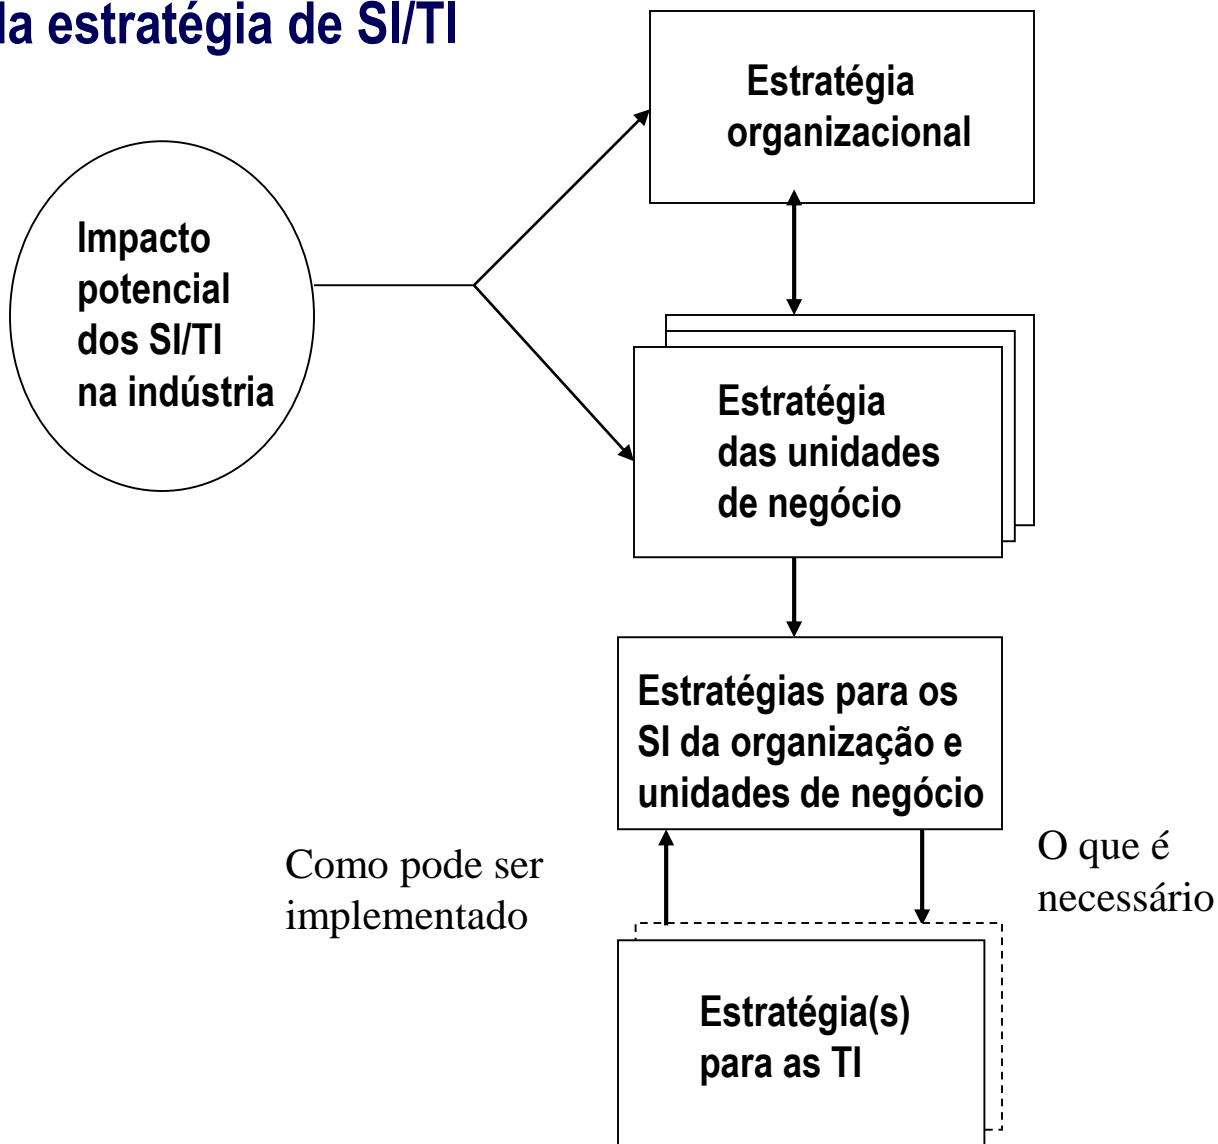 la estratégia de SI/TI
Estratégia
organizacional
Impacto
potencial
dos SI/TI
na indústria
Estratégia
das unidades
de negócio
Estratégias para os
SI da organização e
unidades de negócio
Como pode ser
implementado
O que é
necessário
Estratégia(s)
para as TI